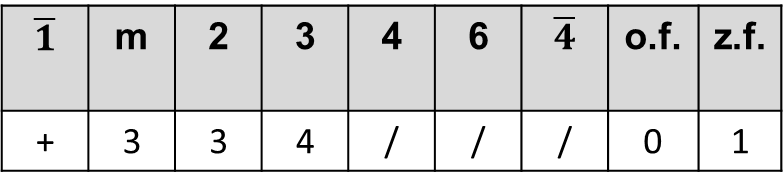 1̅ m 2 3 4 6 4̅ o.f. z.f.
+ 3 3 4 / / / 0 1